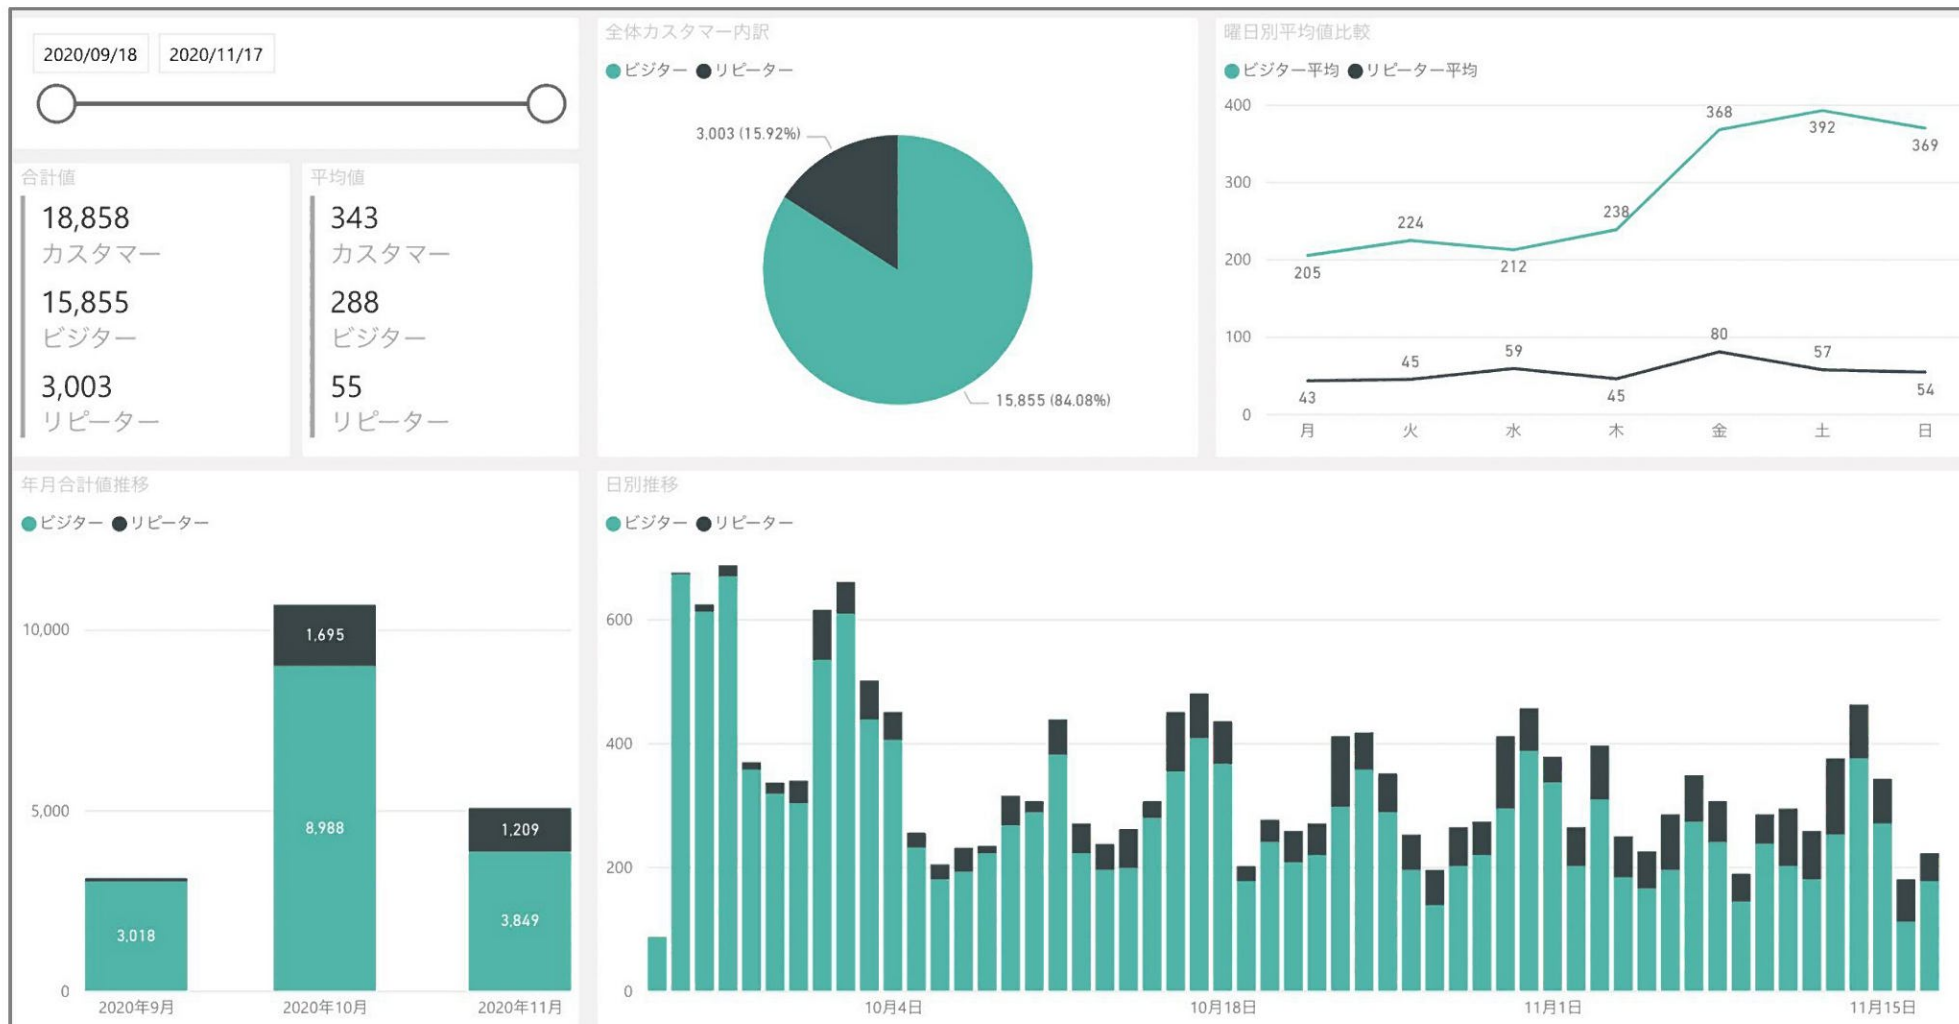 2020/09/18 2020/11/17
合計値
18,858
カスタマー
15,855
ビジター
3,003
リピーター
平均値
343
カスタマー
288
ビジター
55
リピーター
全体カスタマー内訳
ビジター リピーター
3,003 (15.92%)
15,855 (84.08%)
曜日別平均値比較
ビジター平均 リピーター平均
400
300
200
100
0
205 224 212 238 368 392 369
43 45 59 45 80 57 54
月 火 水 木 金 土 日
年月合計値推移
ビジター リピーター
10,000
5,000
0
3,018
1,695
8,988
1,209
3,849
2020年9月 2020年10月 2020年11月
日別推移
ビジター リピーター
600
400
200
0
10月4日 10月18日 11月1日 11月15日